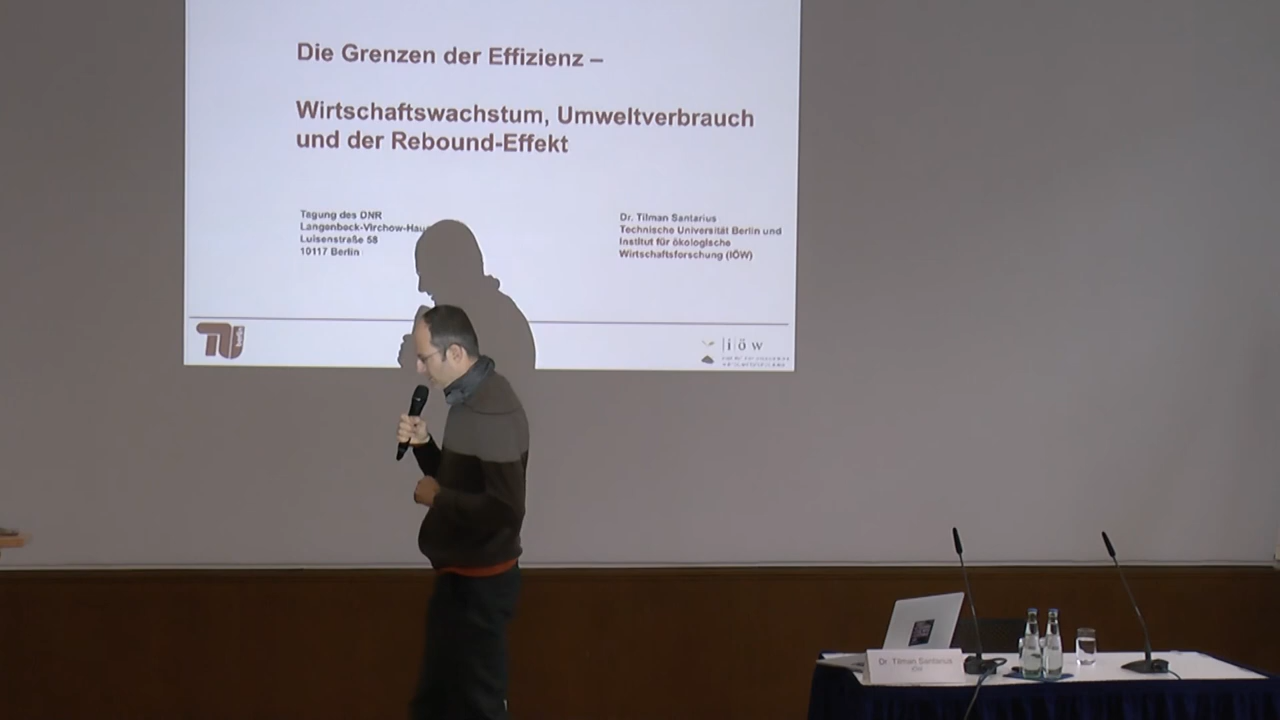 Die Grenzen der Effizienz –
Wirtschaftswachstum, Umweltverbrauch
und der Rebound-Effekt
Tagung des DNR
Langenbeck-Virchow-Haus
Luisenstraße 58
10117 Berlin
Dr. Tilman Santarius
Technische Universität Berlin und
Institut für ökologische
Wirtschaftsforschung (IÖW)
berlin
i ö w
Dr. Tilman Santarius
IÖW